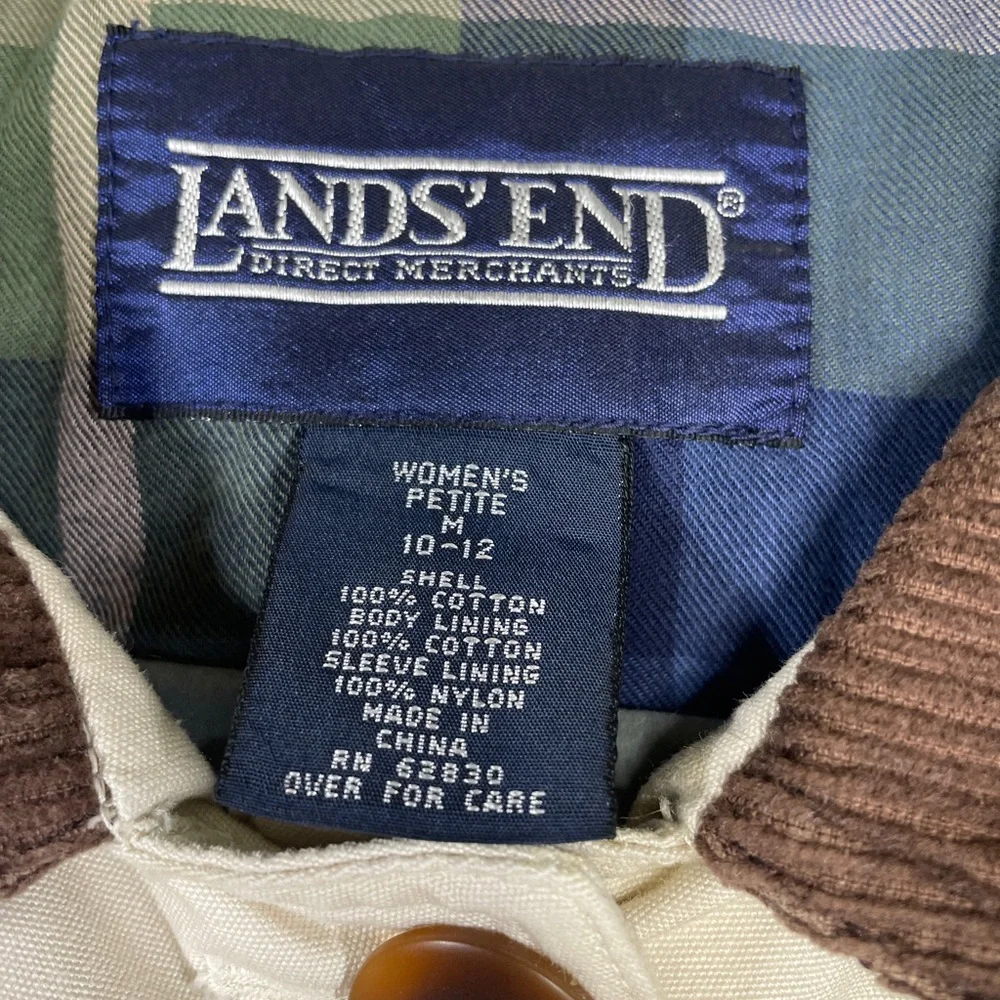 LANDS' END®
DIRECT MERCHANTS
WOMEN'S
PETITE
M
10-12
SHELL
100% COTTON
BODY LINING
100% COTTON
SLEEVE LINING
100% NYLON
MADE IN
CHINA
RN 62830
OVER FOR CARE